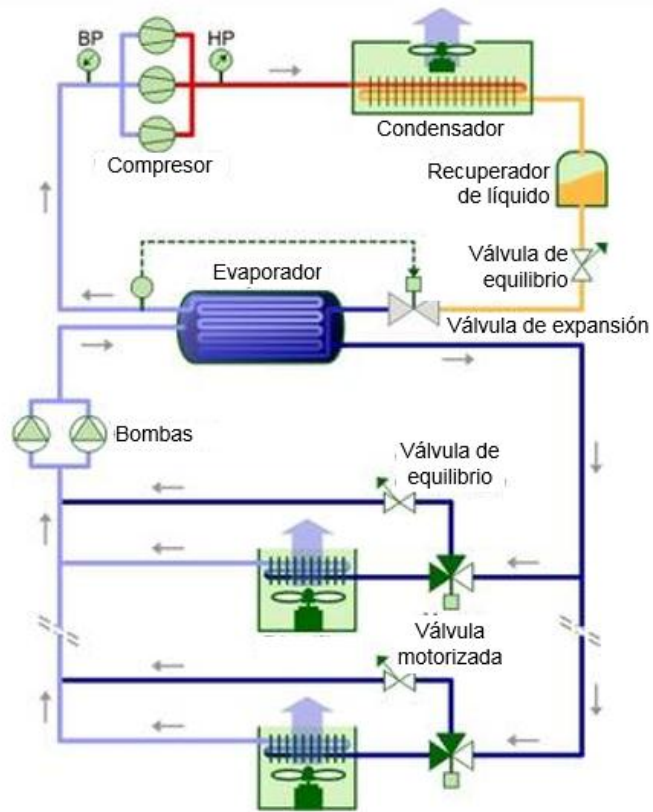 BP
HP
Compresor
Condensador
Recuperador
de líquido
Válvula de
equilibrio
Evaporador
Válvula de expansión
Bombas
Válvula de
equilibrio
Válvula
motorizada